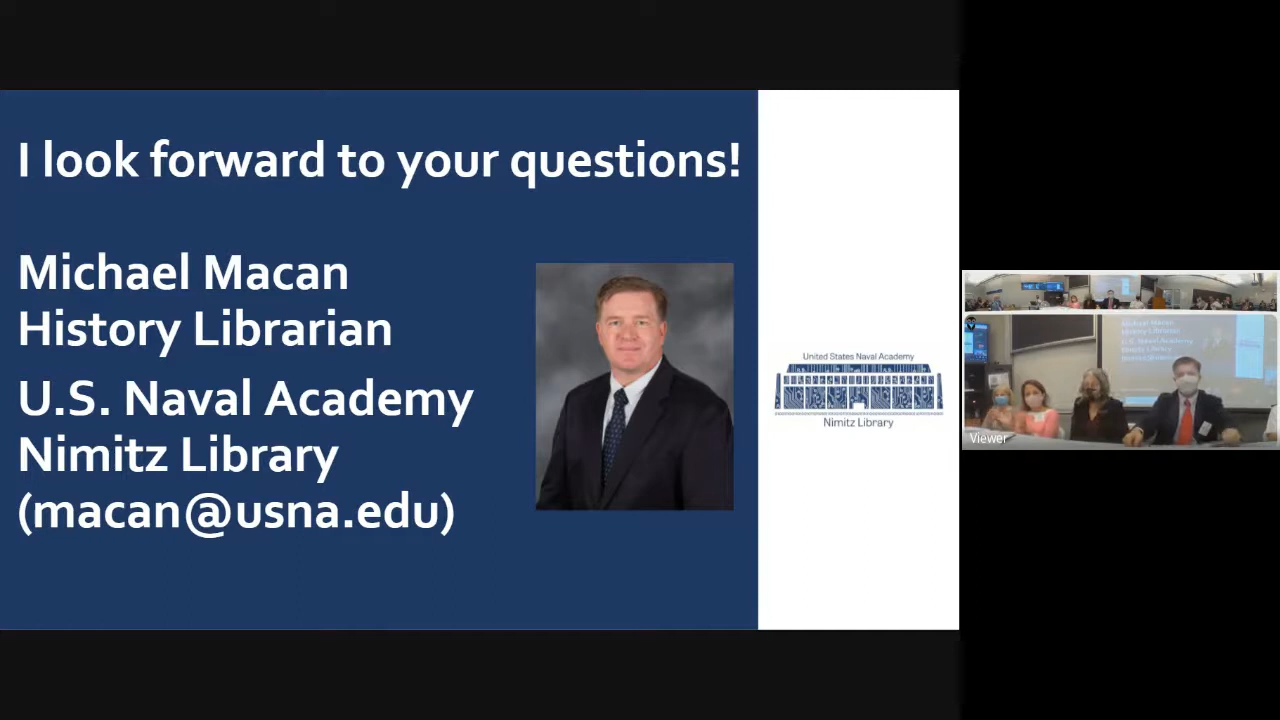 I look forward to your questions!
Michael Macan
History Librarian
U.S. Naval Academy
Nimitz Library
(macan@usna.edu)
United States Naval Academy
Nimitz Library
Viewer